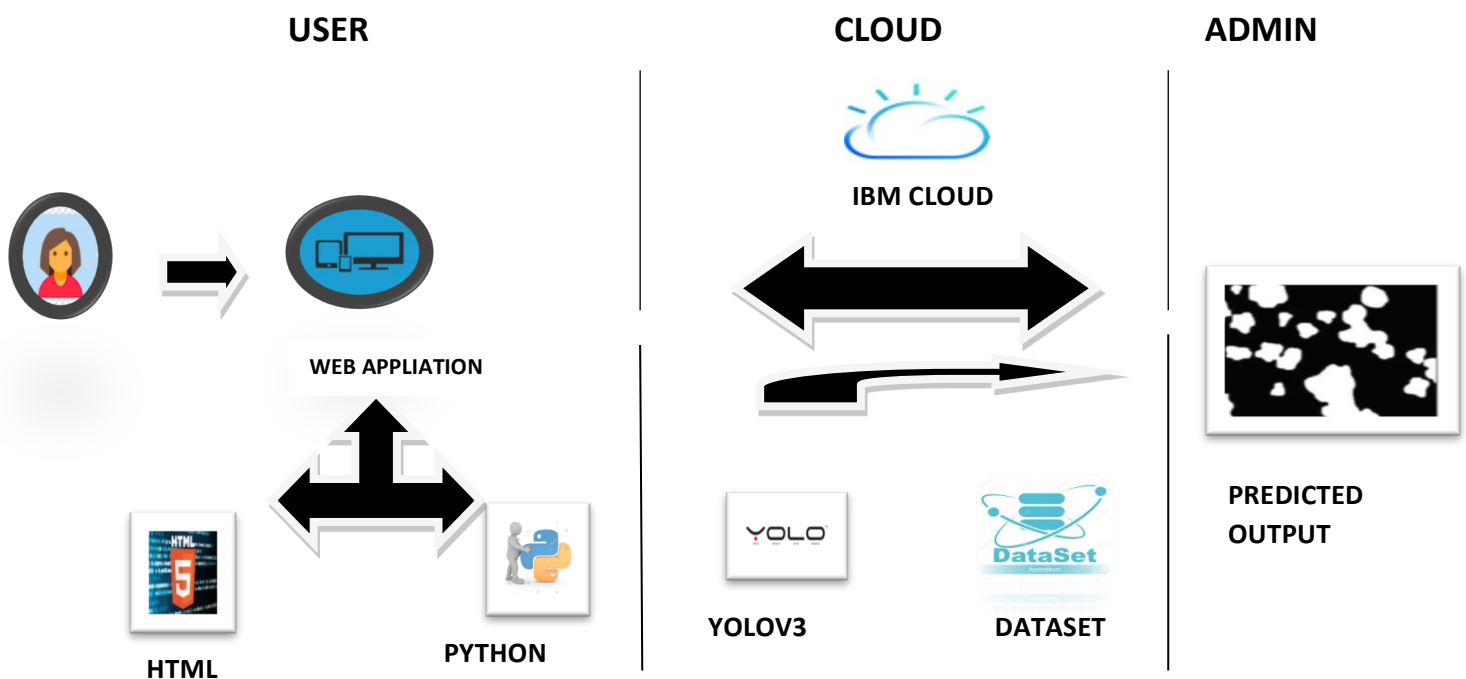 USER
CLOUD
ADMIN
IBM CLOUD
WEB APPLIATION
HTML
5
HTML
PYTHON
YOLO
YOLOV3
DataSet
DATASET
PREDICTED
OUTPUT